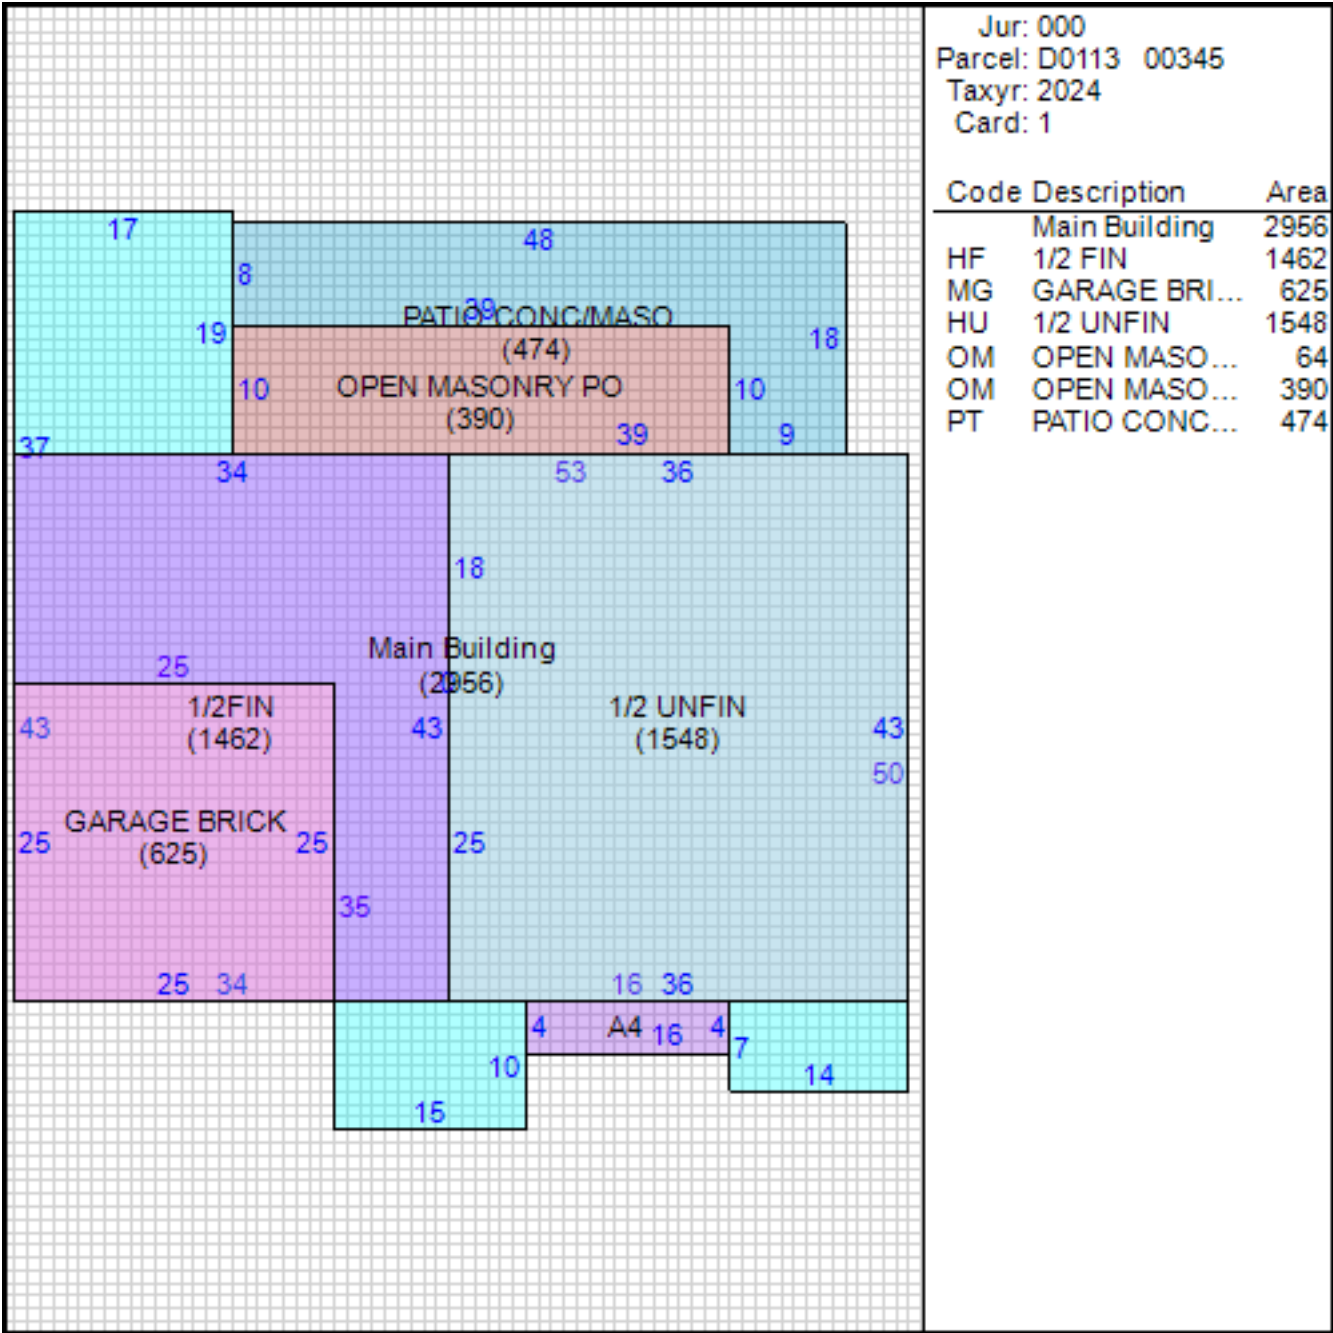 Jur: 000
Parcel: D0113 00345
Taxyr: 2024
Card: 1
Code Description Area
Main Building 2956
HF 1/2 FIN 1462
MG GARAGE BRI... 625
HU 1/2 UNFIN 1548
OM OPEN MASO... 64
OM OPEN MASO... 390
PT PATIO CONC... 474
17
48
8
39
PATIO CONC/MASO
19
18
(474)
10
OPEN MASONRY PO
10
(390)
39
9
37
34
53
36
18
Main Building
25
(2956)
1/2FIN
1/2 UNFIN
43
(1462)
43
(1548)
43
50
GARAGE BRICK
25
(625)
25
25
35
25
34
16
36
4
A4
16
4
7
10
14
15